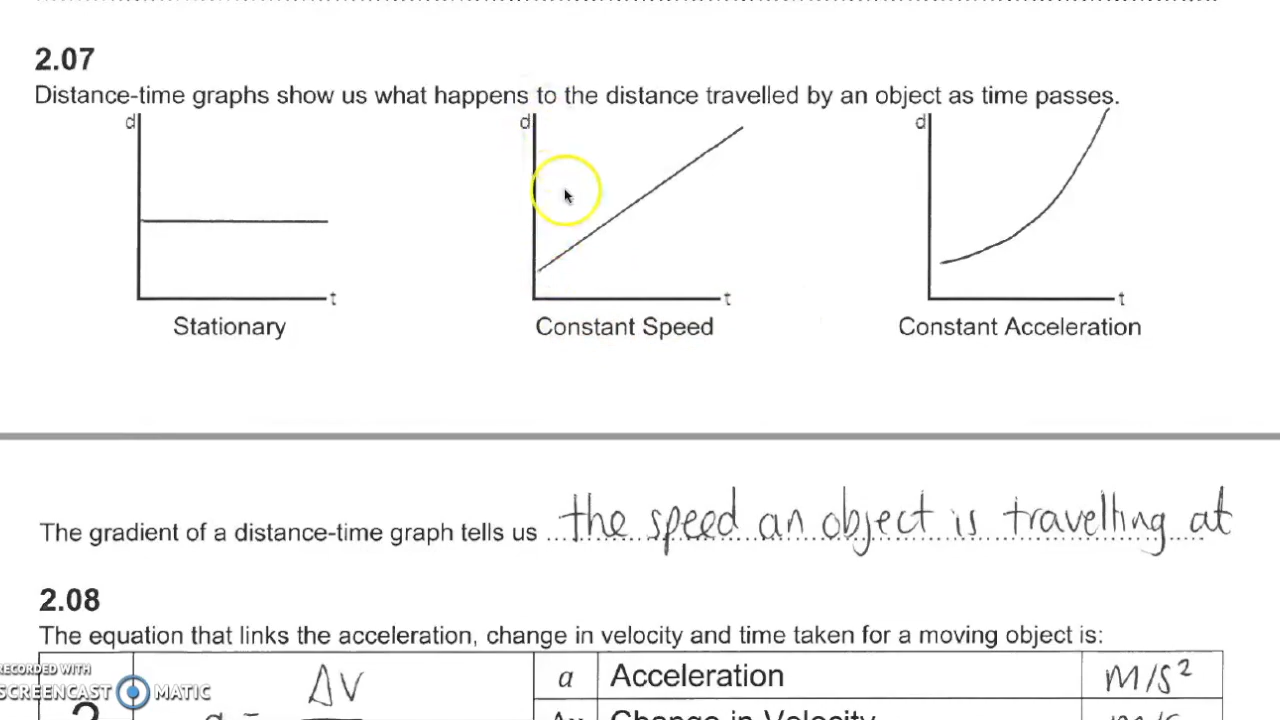 2.07
Distance-time graphs show us what happens to the distance travelled by an object as time passes.
d d d
t t t
Stationary Constant Speed Constant Acceleration
The gradient of a distance-time graph tells us the speed an object is travelling at
2.08
The equation that links the acceleration, change in velocity and time taken for a moving object is:
ΔV
a Acceleration m/s²
a = Change in Velocity
RECORDED WITH
SCREENCAST MATIC